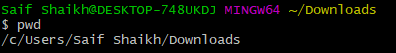 Saif Shaikh@DESKTOP-748UKDJ MINGW64 ~/Downloads
$ pwd
/c/Users/Saif Shaikh/Downloads